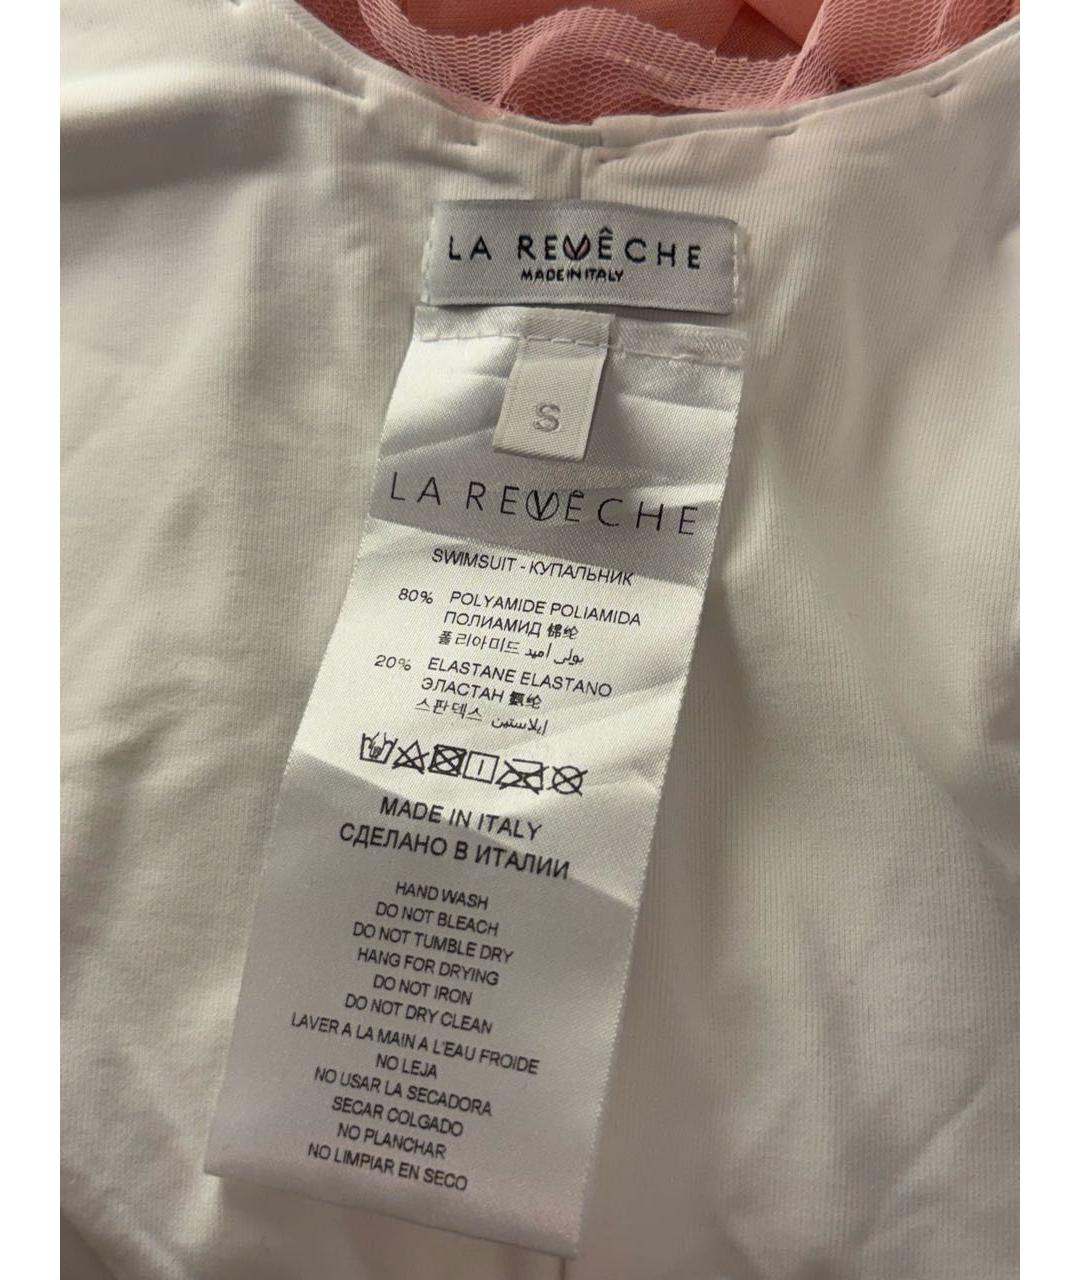 LA REVÊCHE
MADE IN ITALY
S
LA REVÊCHE
SWIMSUIT - КУПАЛЬНИК
80% POLYAMIDE POLIAMIDA
ПОЛИАМИД 锦纶
폴리아미드 بولي أميد
20% ELASTANE ELASTANO
ЭЛАСТАН 氨纶
스판덱스 إيلاستين
MADE IN ITALY
СДЕЛАНО В ИТАЛИИ
HAND WASH
DO NOT BLEACH
DO NOT TUMBLE DRY
HANG FOR DRYING
DO NOT IRON
DO NOT DRY CLEAN
LAVER A LA MAIN A L'EAU FROIDE
NO LEJA
NO USAR LA SECADORA
SECAR COLGADO
NO PLANCHAR
NO LIMPIAR EN SECO